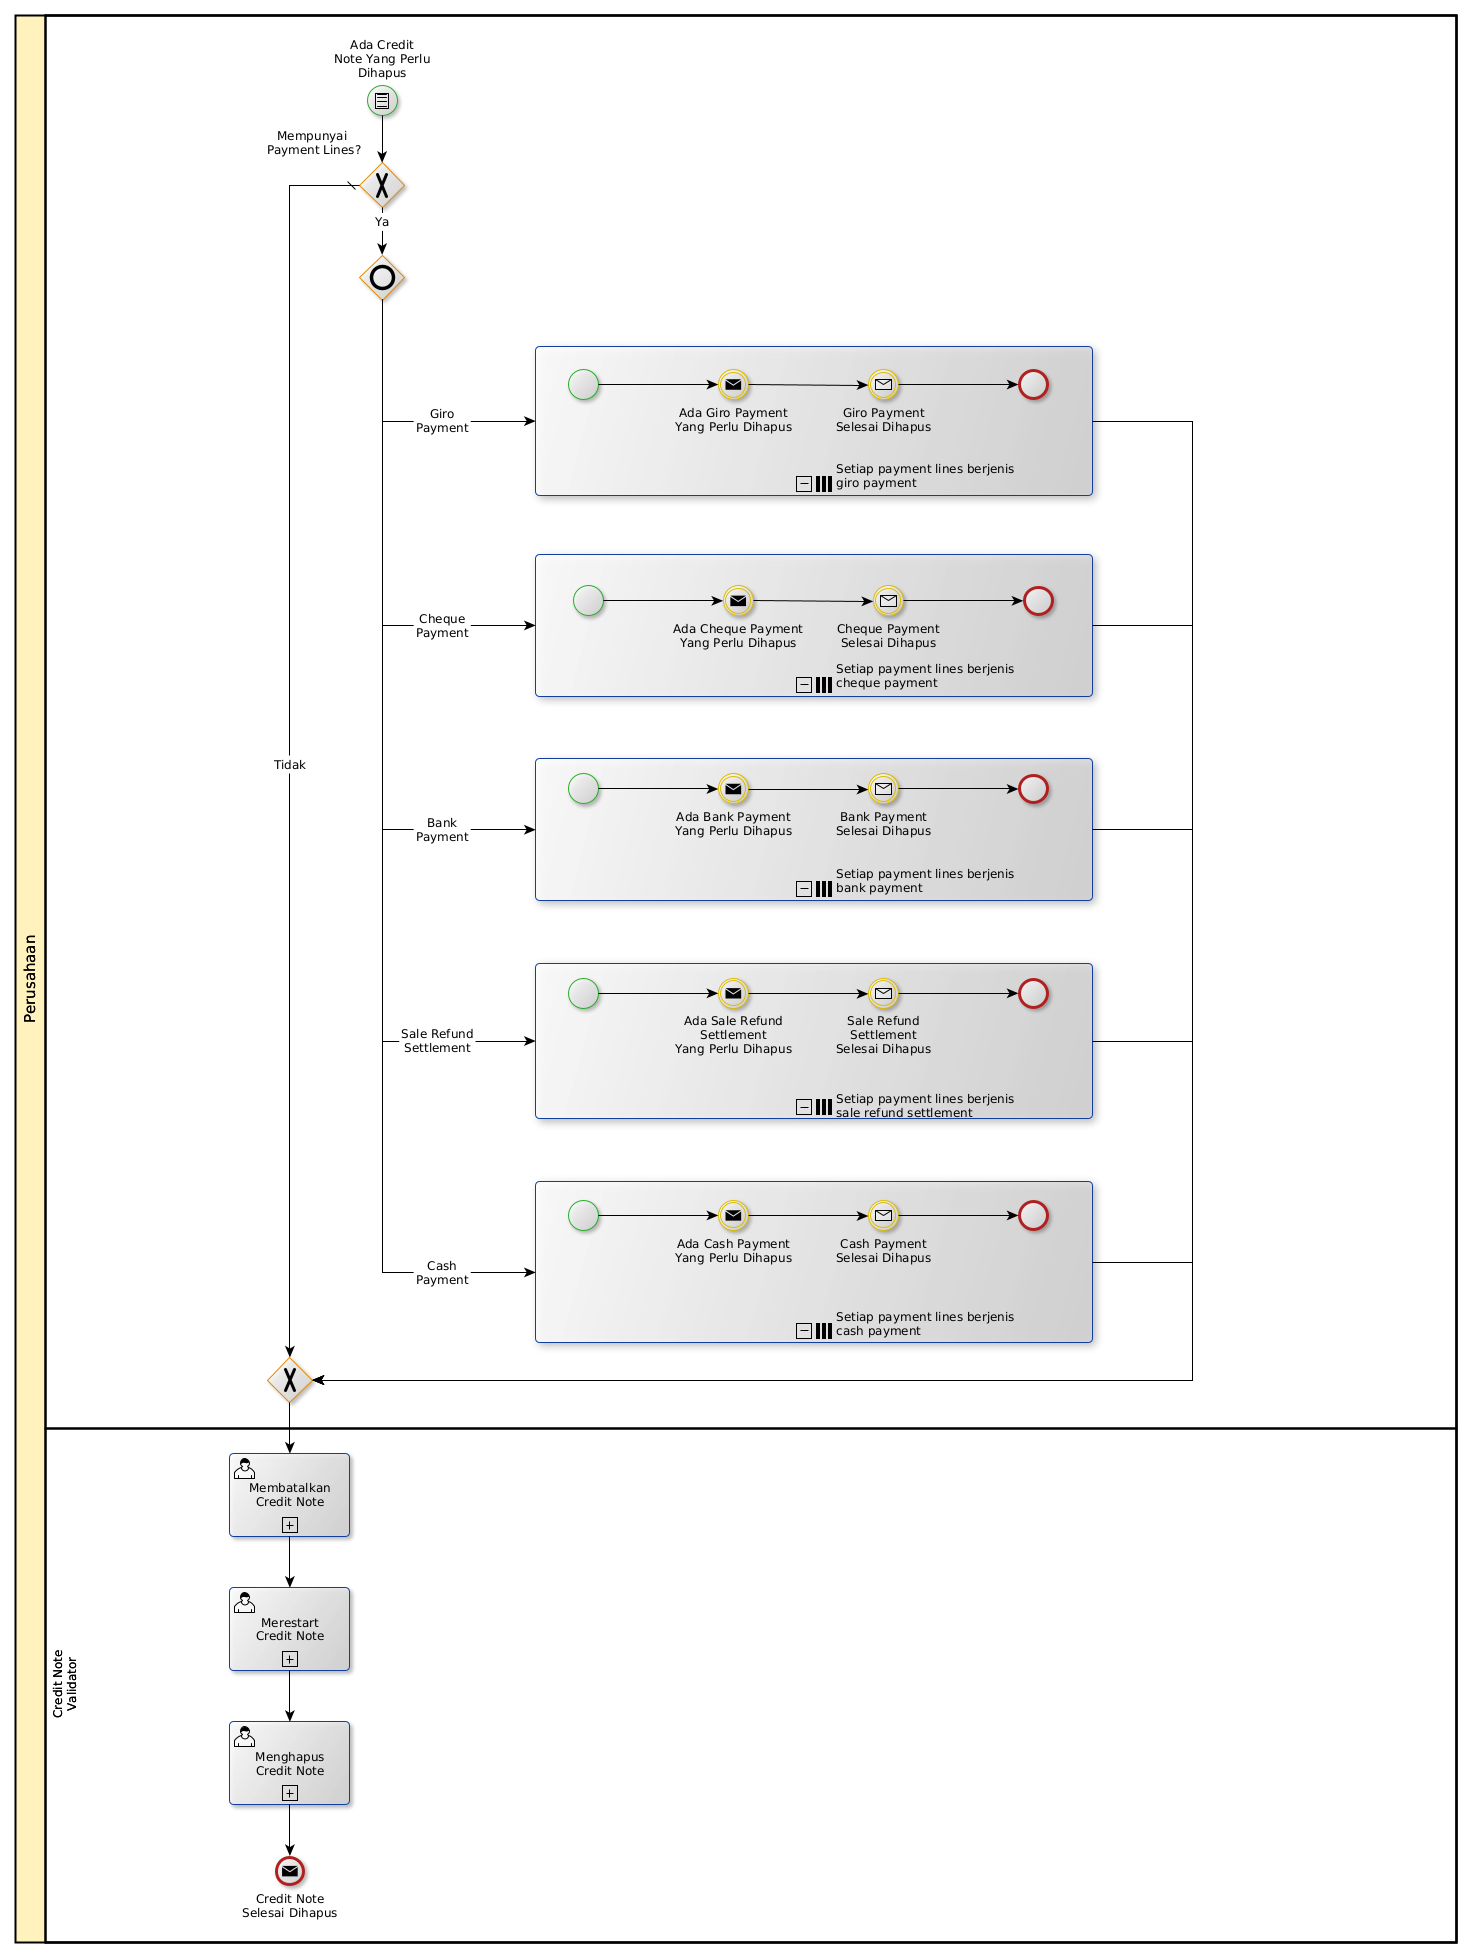 Ada Credit
Note Yang Perlu
Dihapus
Mempunyai
Payment Lines?
Ya
Giro
Payment
Ada Giro Payment
Yang Perlu Dihapus
Giro Payment
Selesai Dihapus
Setiap payment lines berjenis
giro payment
Cheque
Payment
Ada Cheque Payment
Yang Perlu Dihapus
Cheque Payment
Selesai Dihapus
Setiap payment lines berjenis
cheque payment
Tidak
Bank
Payment
Ada Bank Payment
Yang Perlu Dihapus
Bank Payment
Selesai Dihapus
Setiap payment lines berjenis
bank payment
Perusahaan
Sale Refund
Settlement
Ada Sale Refund
Settlement
Yang Perlu Dihapus
Sale Refund
Settlement
Selesai Dihapus
Setiap payment lines berjenis
sale refund settlement
Cash
Payment
Ada Cash Payment
Yang Perlu Dihapus
Cash Payment
Selesai Dihapus
Setiap payment lines berjenis
cash payment
Credit Note
Validator
Membatalkan
Credit Note
Merestart
Credit Note
Menghapus
Credit Note
Credit Note
Selesai Dihapus